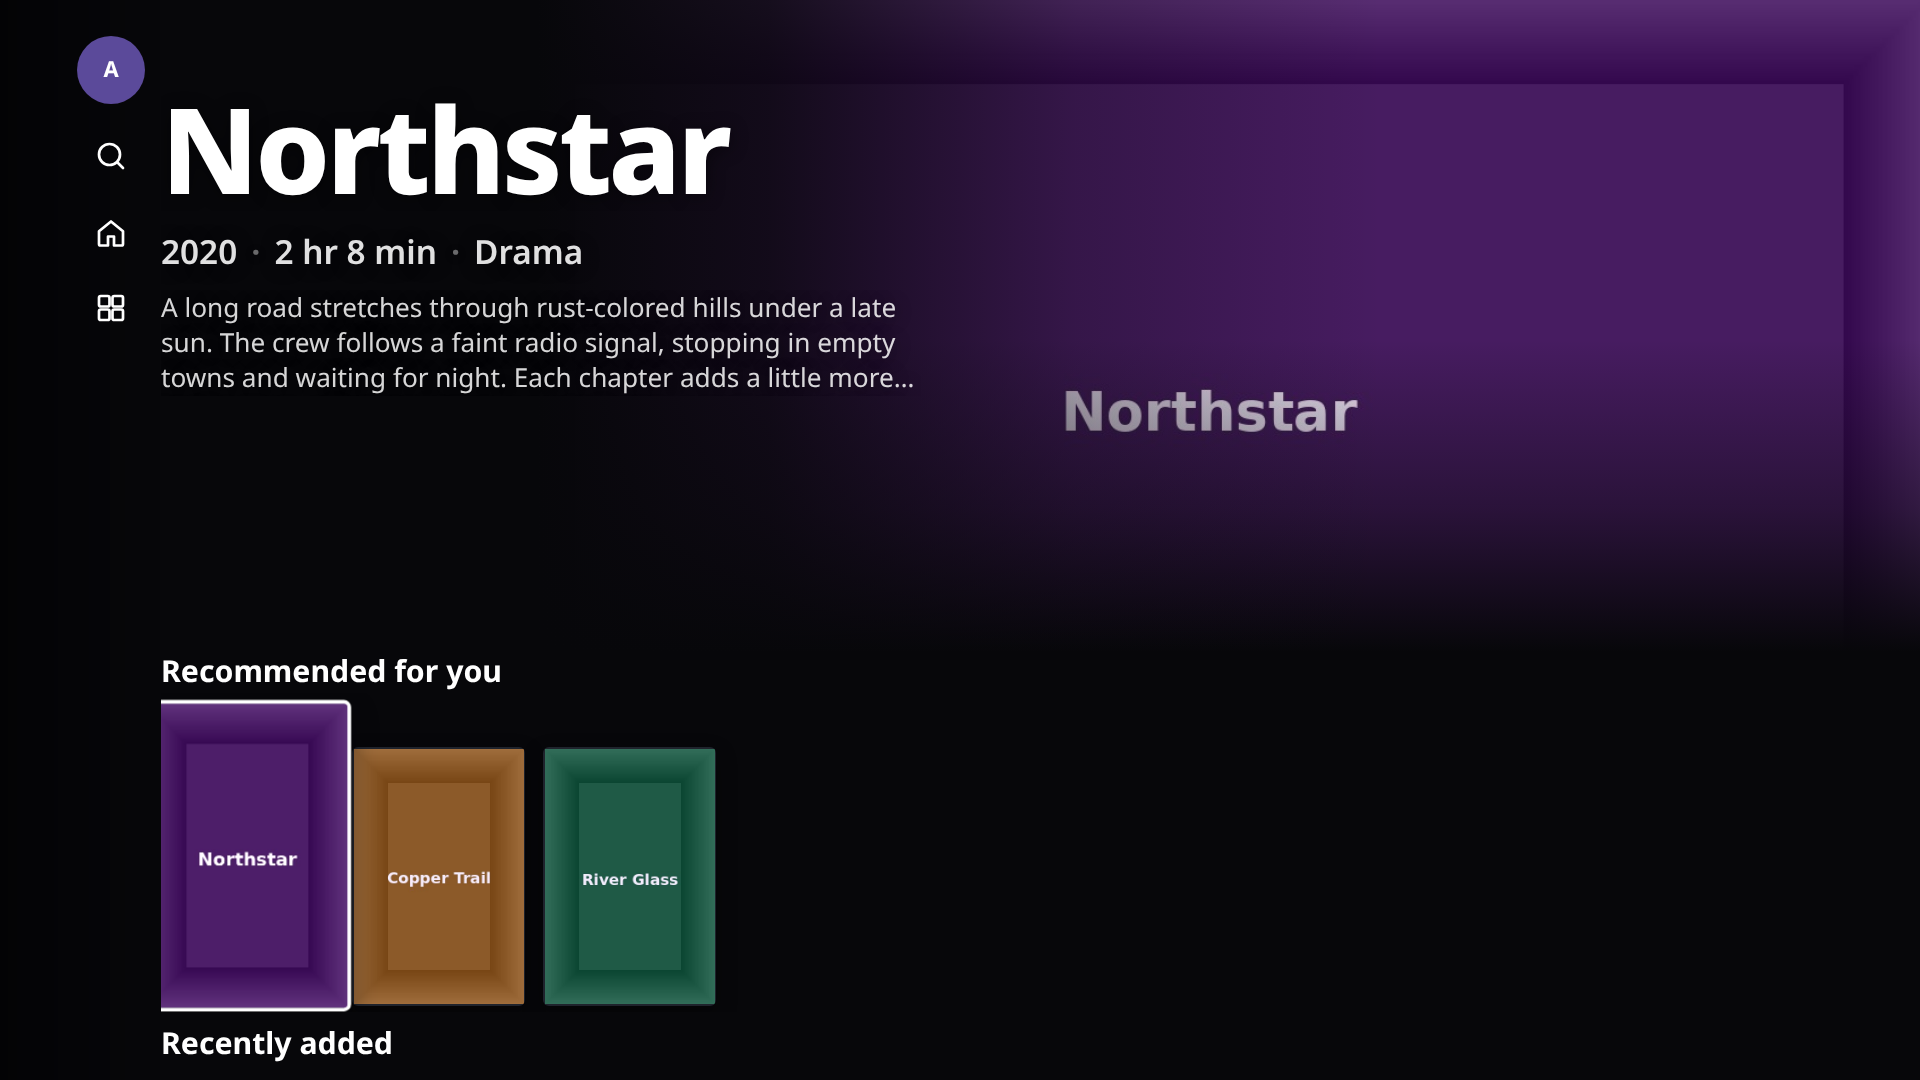 A
Northstar
2020 · 2 hr 8 min · Drama
A long road stretches through rust-colored hills under a late
sun. The crew follows a faint radio signal, stopping in empty
towns and waiting for night. Each chapter adds a little more...
Northstar
Recommended for you
Northstar
Copper Trail
River Glass
Recently added